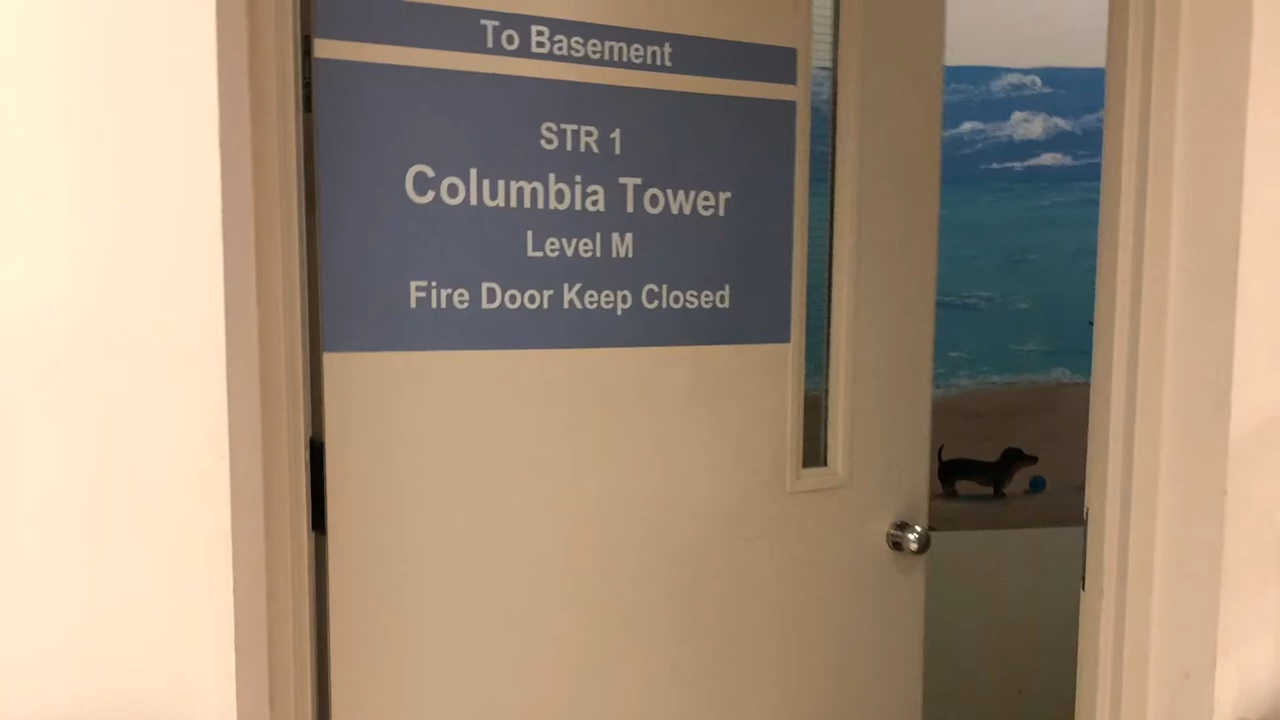 To Basement
STR 1
Columbia Tower
Level M
Fire Door Keep Closed